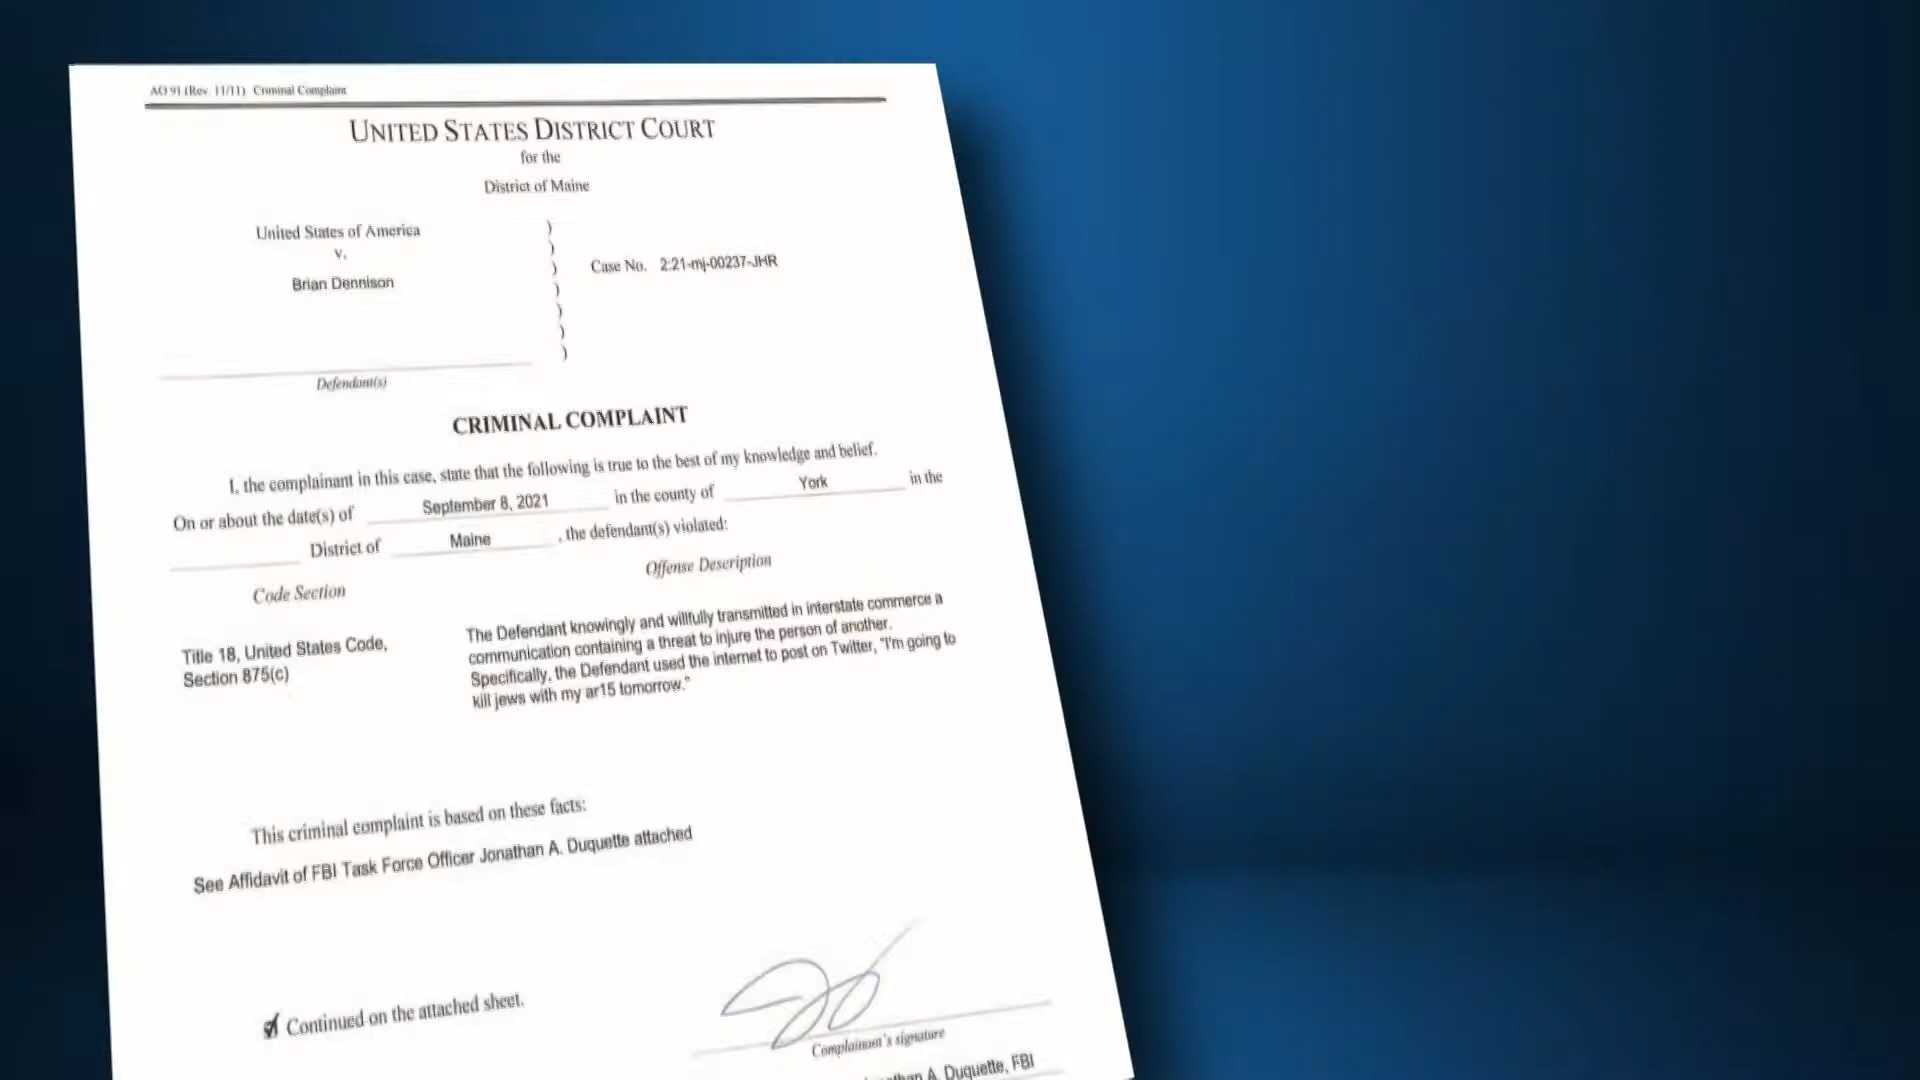 AO 91 (Rev. 11/11) Criminal Complaint
UNITED STATES DISTRICT COURT
for the
District of Maine
United States of America
v.
Brian Dennison
)
)
)
)
)
)
)
Case No. 2:21-mj-00237-JHR
Defendant(s)
CRIMINAL COMPLAINT
I, the complainant in this case, state that the following is true to the best of my knowledge and belief.
On or about the date(s) of September 8, 2021 in the county of York in the
District of Maine , the defendant(s) violated:
Code Section
Offense Description
Title 18, United States Code,
Section 875(c)
The Defendant knowingly and willfully transmitted in interstate commerce a
communication containing a threat to injure the person of another.
Specifically, the Defendant used the internet to post on Twitter, "I'm going to
kill jews with my ar15 tomorrow."
This criminal complaint is based on these facts:
See Affidavit of FBI Task Force Officer Jonathan A. Duquette attached
Continued on the attached sheet.
Complainant's signature
A. Duquette, FBI